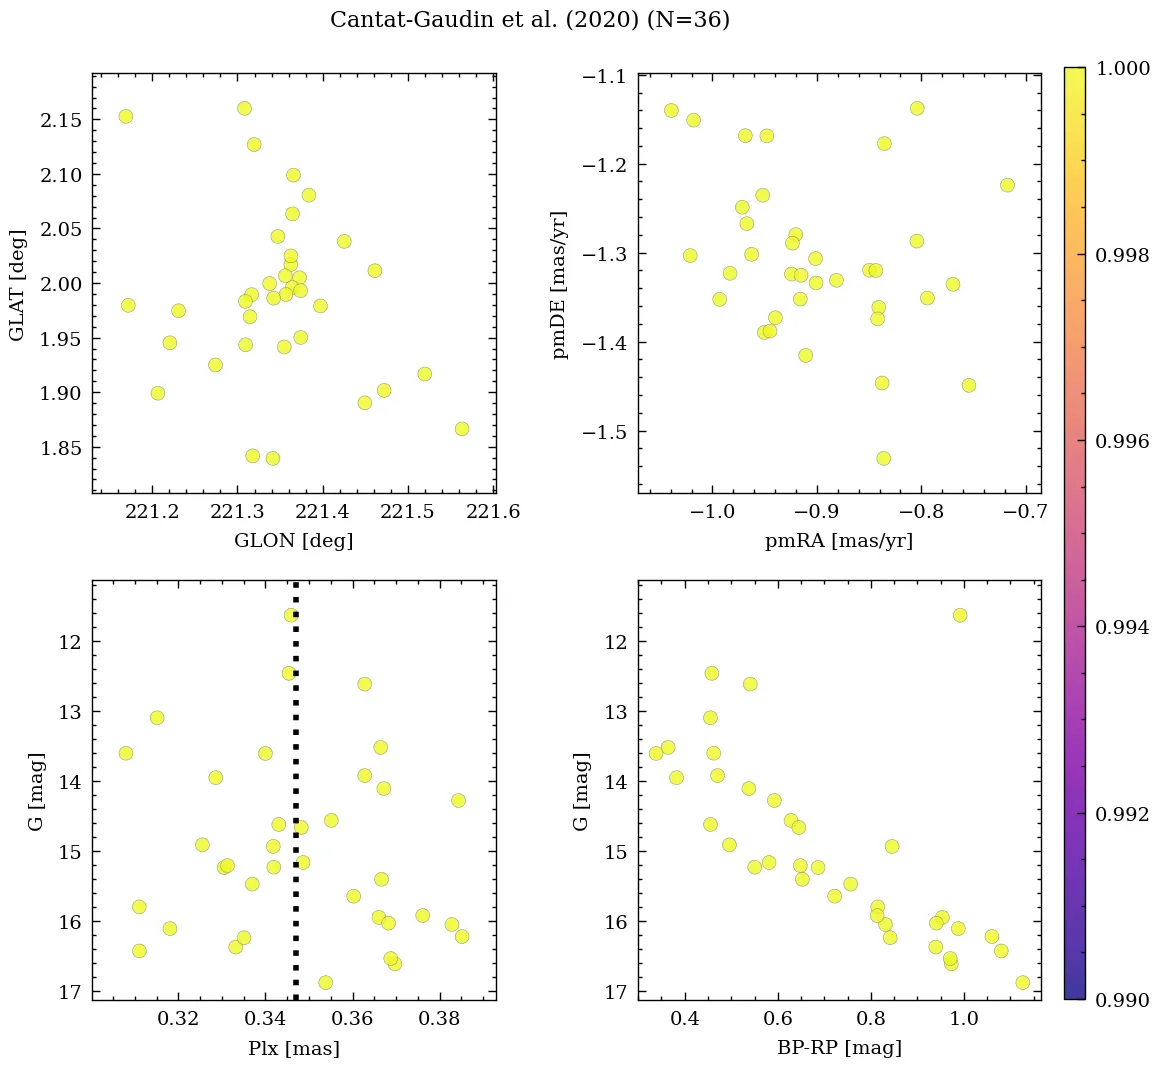 Cantat-Gaudin et al. (2020) (N=36)
2.15
2.10
2.05
2.00
1.95
1.90
1.85
GLAT [deg]
221.2 221.3 221.4 221.5 221.6
GLON [deg]
−1.1
−1.2
−1.3
−1.4
−1.5
pmDE [mas/yr]
−1.0 −0.9 −0.8 −0.7
pmRA [mas/yr]
12
13
14
15
16
17
G [mag]
0.32 0.34 0.36 0.38
Plx [mas]
12
13
14
15
16
17
G [mag]
0.4 0.6 0.8 1.0
BP-RP [mag]
1.000
0.998
0.996
0.994
0.992
0.990